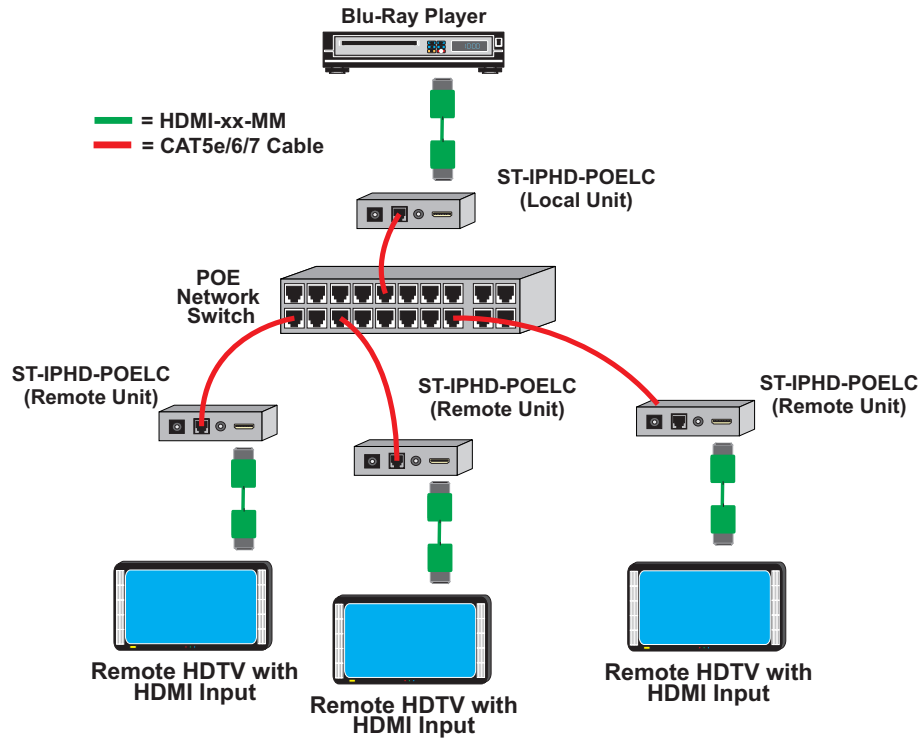 Blu-Ray Player
1000
= HDMI-xx-MM
= CAT5e/6/7 Cable
ST-IPHD-POELC
(Local Unit)
POE
Network
Switch
ST-IPHD-POELC
(Remote Unit)
ST-IPHD-POELC
(Remote Unit)
ST-IPHD-POELC
(Remote Unit)
Remote HDTV with
HDMI Input
Remote HDTV with
HDMI Input
Remote HDTV with
HDMI Input